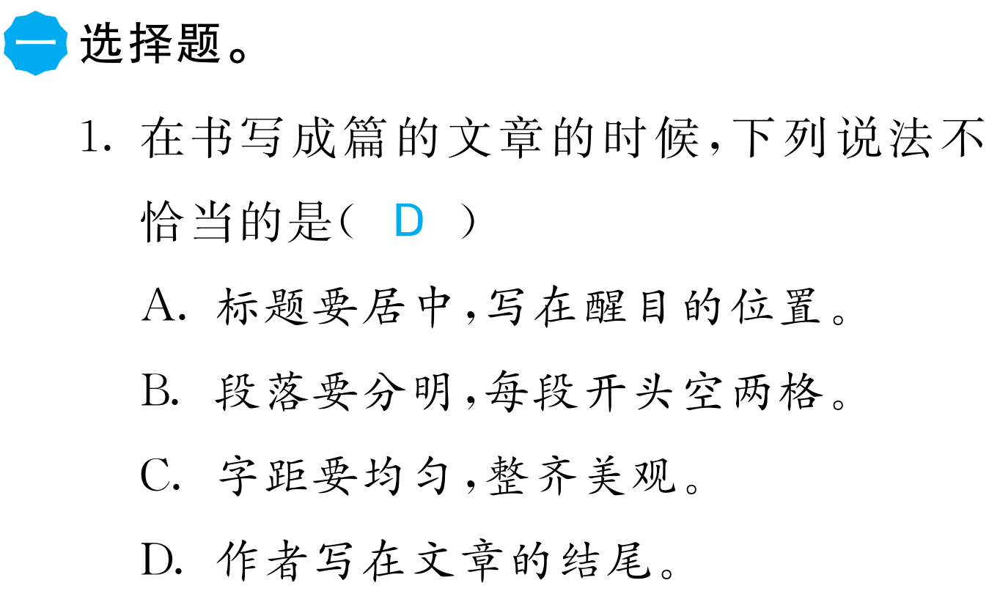 一 选择题。
1. 在书写成篇的文章的时候,下列说法不
恰当的是( D )
A. 标题要居中,写在醒目的位置。
B. 段落要分明,每段开头空两格。
C. 字距要均匀,整齐美观。
D. 作者写在文章的结尾。